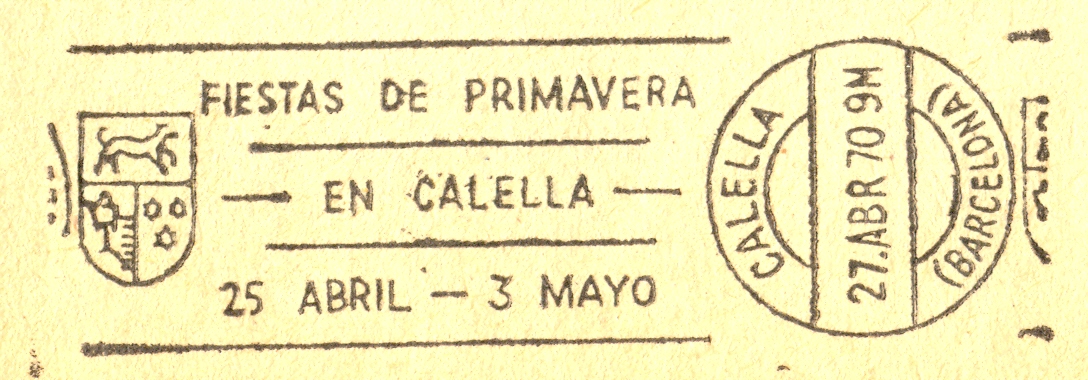 FIESTAS DE PRIMAVERA
EN CALELLA
25 ABRIL - 3 MAYO
CALELLA
27.ABR 70 9M
(BARCELONA)